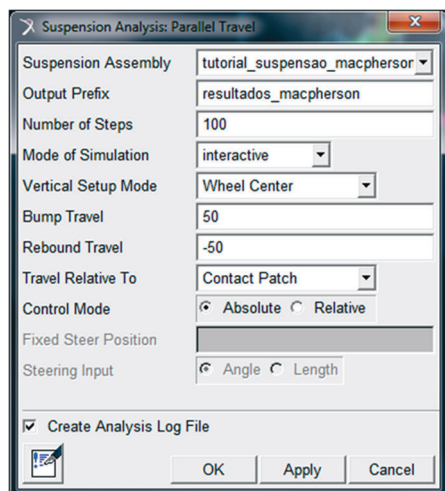 Suspension Analysis: Parallel Travel
Suspension Assembly tutorial_suspensao_macpherson
Output Prefix resultados_macpherson
Number of Steps 100
Mode of Simulation interactive
Vertical Setup Mode Wheel Center
Bump Travel 50
Rebound Travel -50
Travel Relative To Contact Patch
Control Mode Absolute Relative
Fixed Steer Position
Steering Input Angle Length
Create Analysis Log File
OK Apply Cancel